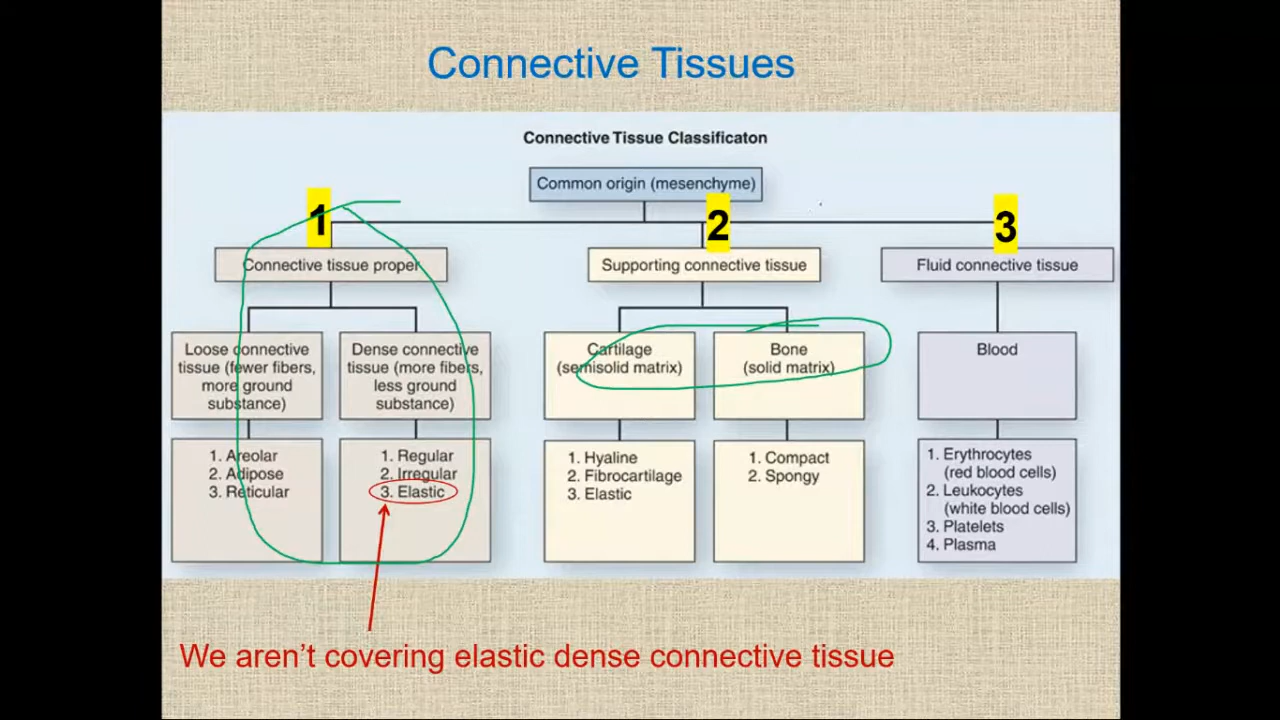 Connective Tissues
Connective Tissue Classificaton
Common origin (mesenchyme)
1
2
3
Connective tissue proper
Supporting connective tissue
Fluid connective tissue
Loose connective
tissue (fewer fibers,
more ground
substance)
Dense connective
tissue (more fibers,
less ground
substance)
Cartilage
(semisolid matrix)
Bone
(solid matrix)
Blood
1. Areolar
2. Adipose
3. Reticular
1. Regular
2. Irregular
3. Elastic
1. Hyaline
2. Fibrocartilage
3. Elastic
1. Compact
2. Spongy
1. Erythrocytes
(red blood cells)
2. Leukocytes
(white blood cells)
3. Platelets
4. Plasma
We aren't covering elastic dense connective tissue